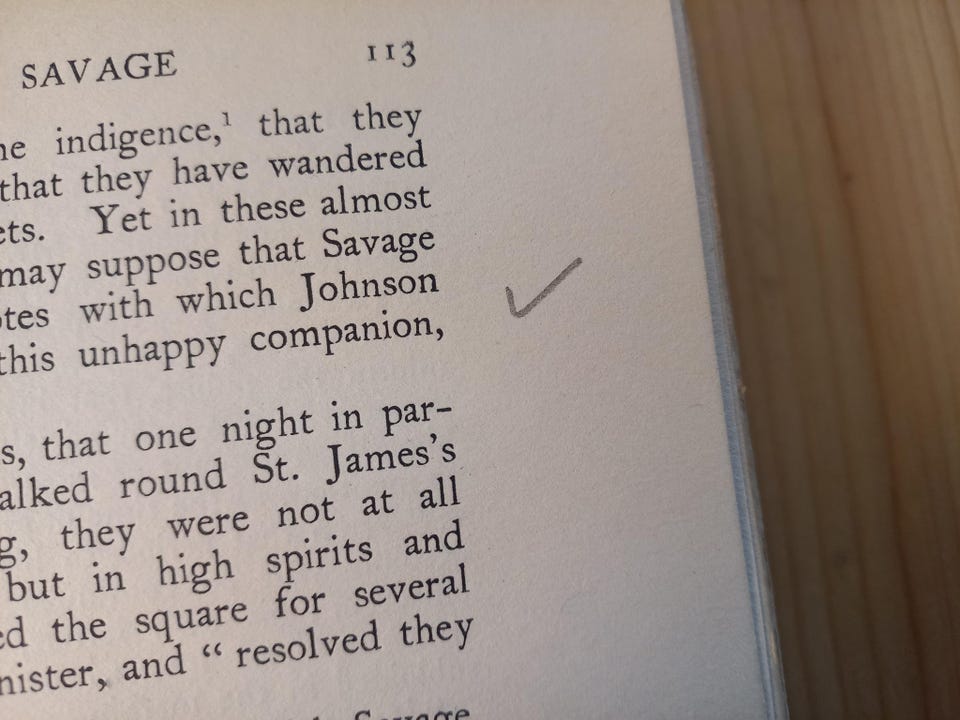 SAVAGE 113
indigence,¹ that they
that they have wandered
Yet in these almost
may suppose that Savage
with which Johnson
this unhappy companion,
that one night in par-
round St. James's
they were not at all
but in high spirits and
the square for several
and “ resolved they
Savage